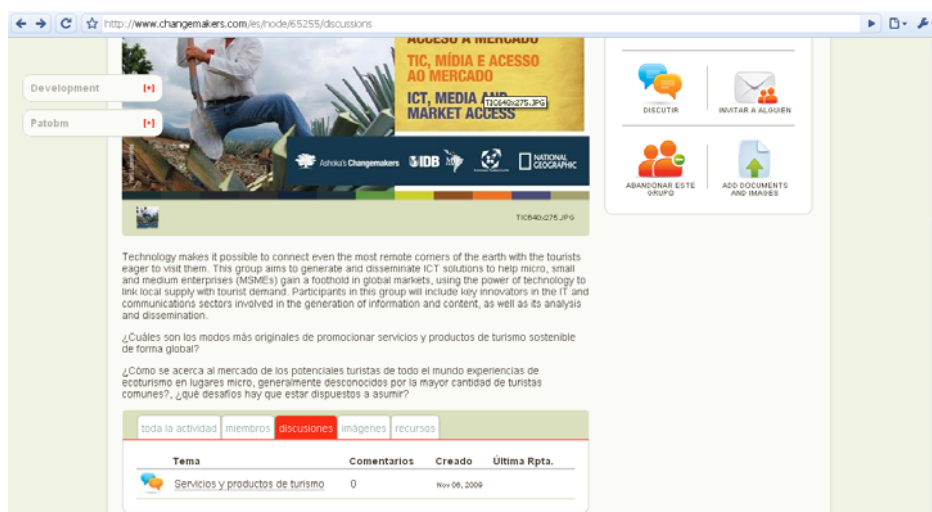 http://www.changemakers.com/es/node/65255/discussions
ACCESO A MERCADO
TIC, MÍDIA E ACESSO
AO MERCADO
ICT, MEDIA AND
MARKET ACCESS
TIC640x275.JPG
Ashoka's Changemakers
IDB
NATIONAL
GEOGRAPHIC
TIC640x275.JPG
Development [+]
Patobm [+]
DISCUTIR
INVITAR A ALGUIEN
ABANDONAR ESTE
GRUPO
ADD DOCUMENTS
AND IMAGES
Technology makes it possible to connect even the most remote corners of the earth with the tourists
eager to visit them. This group aims to generate and disseminate ICT solutions to help micro, small
and medium enterprises (MSMEs) gain a foothold in global markets, using the power of technology to
link local supply with tourist demand. Participants in this group will include key innovators in the IT and
communications sectors involved in the generation of information and content, as well as its analysis
and dissemination.
¿Cuáles son los modos más originales de promocionar servicios y productos de turismo sostenible
de forma global?
¿Cómo se acerca al mercado de los potenciales turistas de todo el mundo experiencias de
ecoturismo en lugares micro, generalmente desconocidos por la mayor cantidad de turistas
comunes?, ¿qué desafíos hay que estar dispuestos a asumir?
toda la actividad miembros discusiones imágenes recursos
Tema Comentarios Creado Última Rpta.
Servicios y productos de turismo 0 Nov 06, 2009